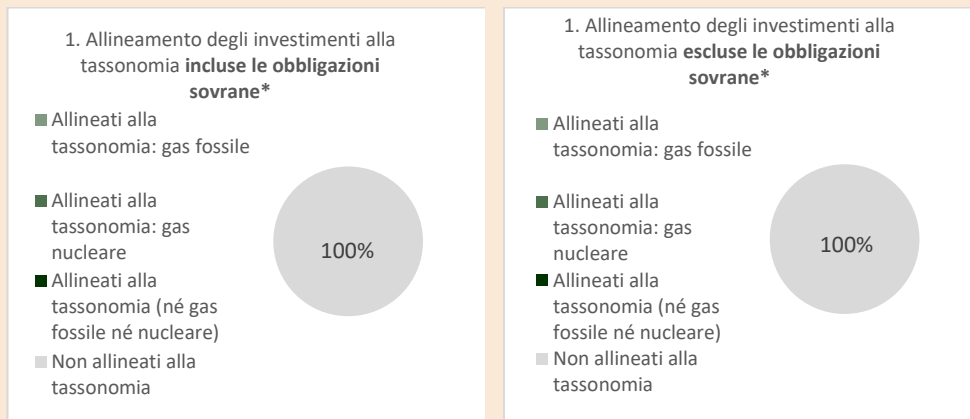 1. Allineamento degli investimenti alla
tassonomia incluse le obbligazioni
sovrane*
Allineati alla
tassonomia: gas fossile
Allineati alla
tassonomia: gas
nucleare
Allineati alla
tassonomia (né gas
fossile né nucleare)
Non allineati alla
tassonomia
100%
1. Allineamento degli investimenti alla
tassonomia escluse le obbligazioni
sovrane*
Allineati alla
tassonomia: gas fossile
Allineati alla
tassonomia: gas
nucleare
Allineati alla
tassonomia (né gas
fossile né nucleare)
Non allineati alla
tassonomia
100%